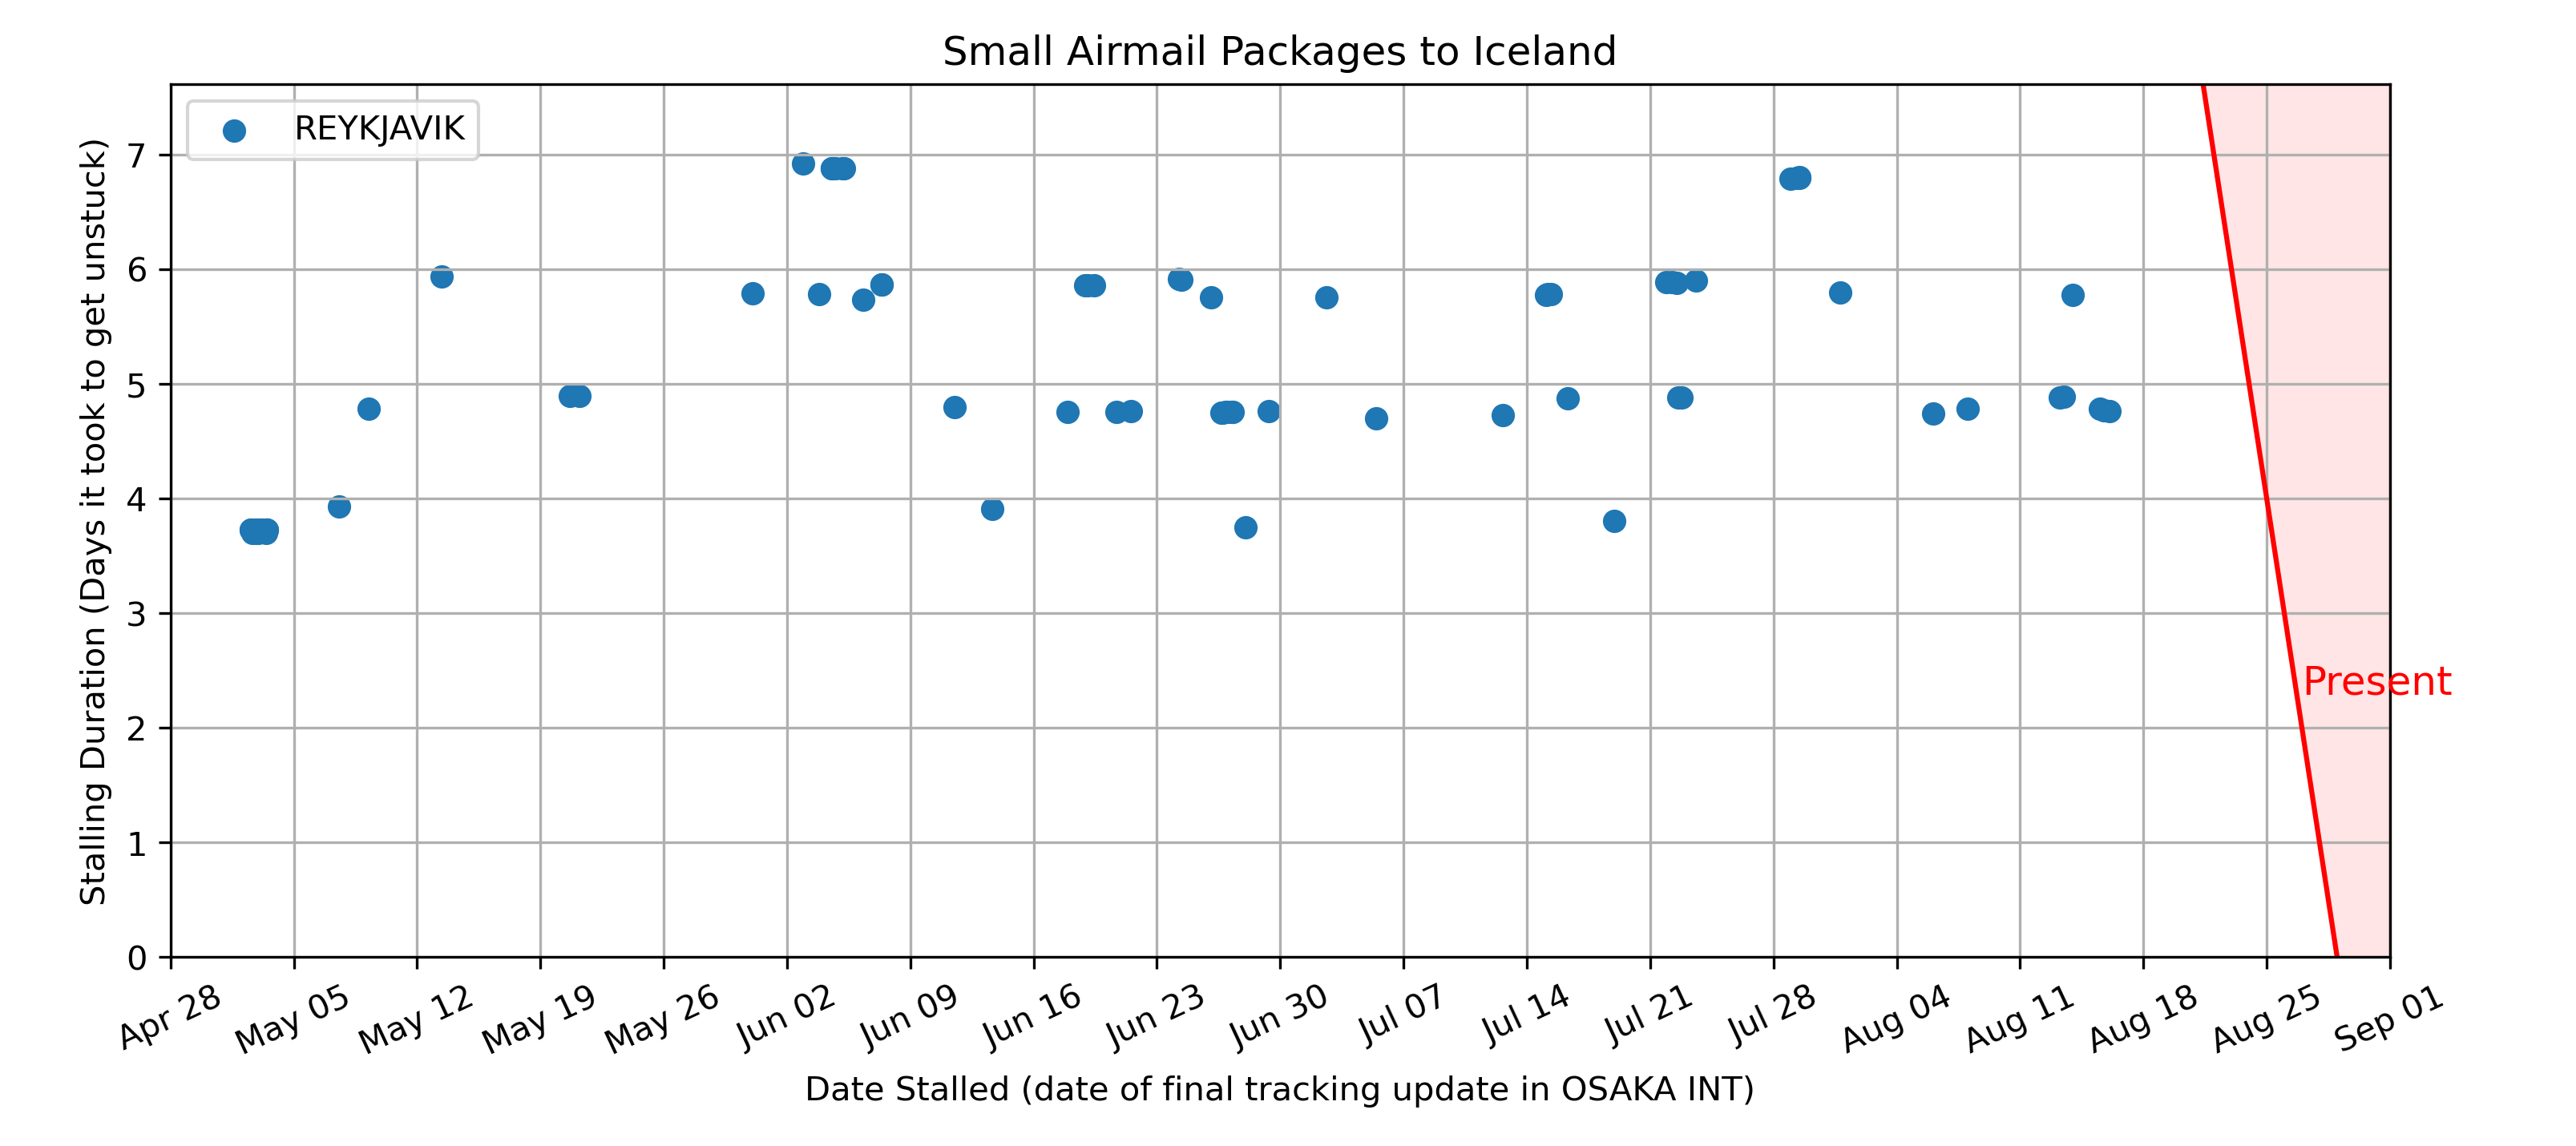 Small Airmail Packages to Iceland
REYKJAVIK
Stalling Duration (Days it took to get unstuck)
7
6
5
4
3
2
1
0
Present
Apr 28
May 05
May 12
May 19
May 26
Jun 02
Jun 09
Jun 16
Jun 23
Jun 30
Jul 07
Jul 14
Jul 21
Jul 28
Aug 04
Aug 11
Aug 18
Aug 25
Sep 01
Date Stalled (date of final tracking update in OSAKA INT)